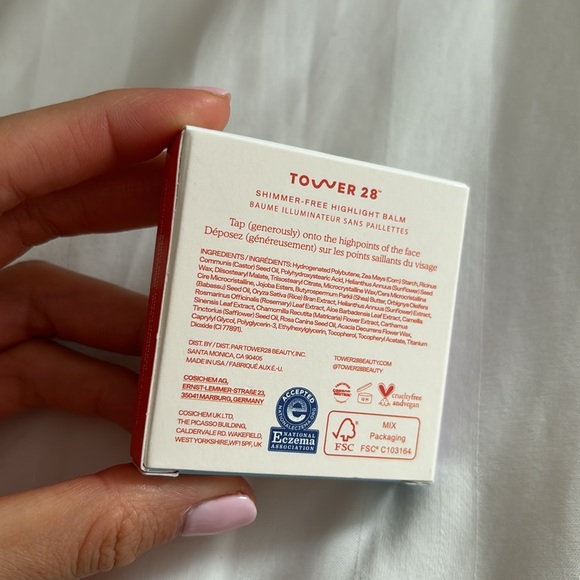 TOWER 28™
SHIMMER-FREE HIGHLIGHT BALM
BAUME ILLUMINATEUR SANS PAILLETTES
Tap (generously) onto the highpoints of the face
Déposez (généreusement) sur les points saillants du visage
INGREDIENTS / INGRÉDIENTS: Hydrogenated Polybutene, Zea Mays (Corn) Starch, Ricinus
Communis (Castor) Seed Oil, Polyhydroxystearic Acid, Helianthus Annuus (Sunflower) Seed
Wax, Diisostearyl Malate, Triisostearyl Citrate, Microcrystalline Wax/Cera Microcristallina
Cire Microcristalline, Jojoba Esters, Butyrospermum Parkii (Shea) Butter, Orbignya Oleifera
(Babassu) Seed Oil, Oryza Sativa (Rice) Bran Extract, Helianthus Annuus (Sunflower) Extract,
Rosmarinus Officinalis (Rosemary) Leaf Extract, Aloe Barbadensis Leaf Extract, Camellia
Sinensis Leaf Extract, Chamomilla Recutita (Matricaria) Flower Extract, Carthamus
Tinctorius (Safflower) Seed Oil, Rosa Canina Seed Oil, Acacia Decurrens Flower Wax,
Caprylyl Glycol, Polyglycerin-3, Ethylhexylglycerin, Tocopherol, Tocopheryl Acetate, Titanium
Dioxide (CI 77891).
DIST. BY / DIST. PAR TOWER 28 BEAUTY, INC.
SANTA MONICA, CA 90405
MADE IN USA / FABRIQUÉ AUX É.-U.
TOWER28BEAUTY.COM
@TOWER28BEAUTY
COSICHEM AG,
ERNST-LEMMER-STRAßE 23,
35041 MARBURG, GERMANY
COSICHEM UK LTD,
THE PICASSO BUILDING,
CALDERVALE RD, WAKEFIELD,
WEST YORKSHIRE, WF1 5PF, UK
ACCEPTED
NATIONALECZEMA.ORG
NATIONAL
Eczema
ASSOCIATION
12 M
crueltyfree
andvegan
FSC
MIX
Packaging
FSC® C103164